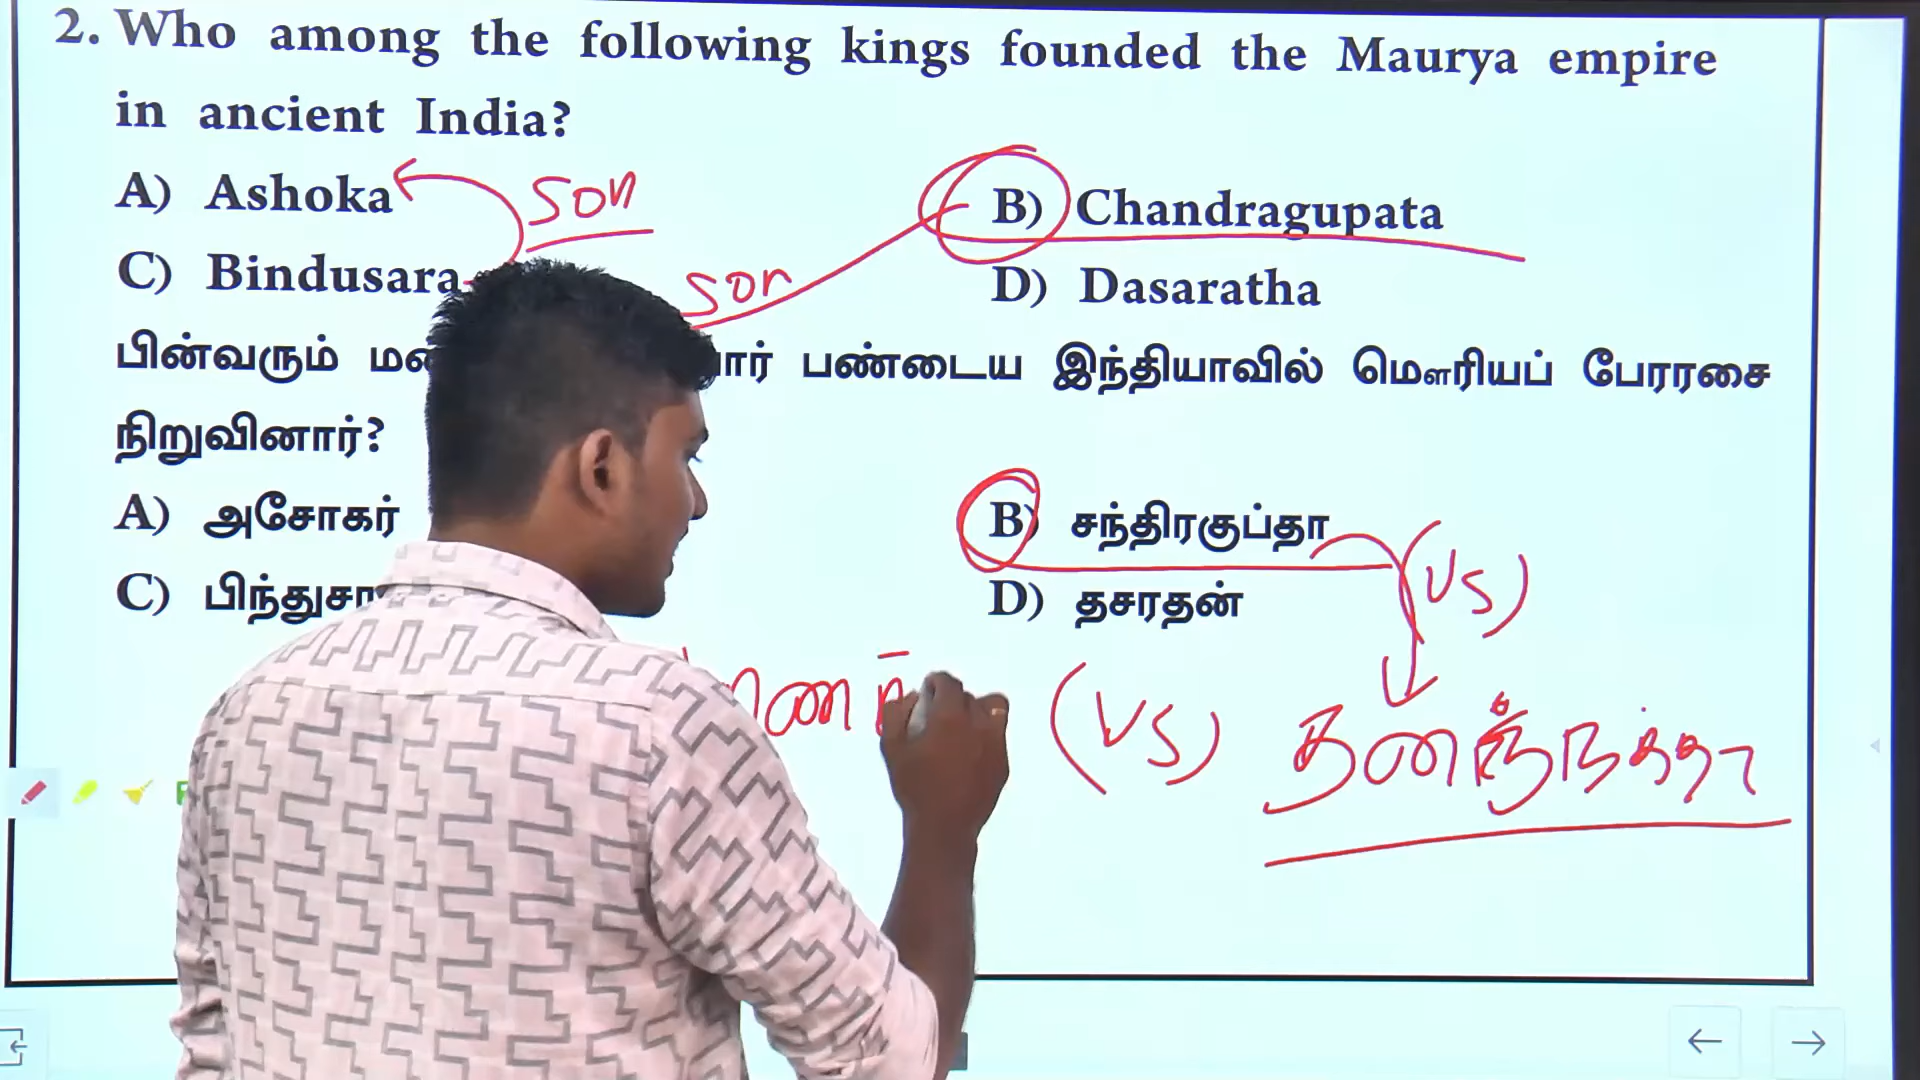 2. Who among the following kings founded the Maurya empire
in ancient India?
A) Ashoka son B) Chandragupata
C) Bindusara son D) Dasaratha
பின்வரும் யார் பண்டைய இந்தியாவில் மௌரியப் பேரரசை
நிறுவினார்?
A) அசோகர் B) சந்திரகுப்தா
(VS)
C) D) தசரதன்
(VS)